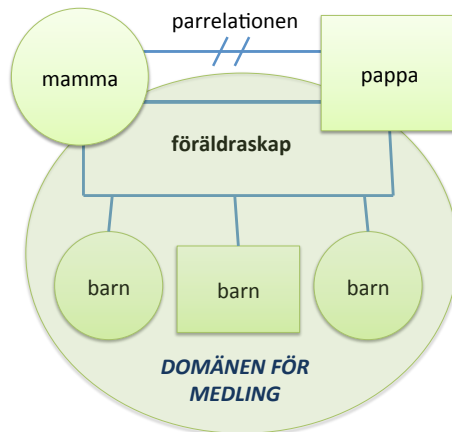 parrelationen
mamma
pappa
föräldraskap
barn
barn
barn
DOMÄNEN FÖR
MEDLING